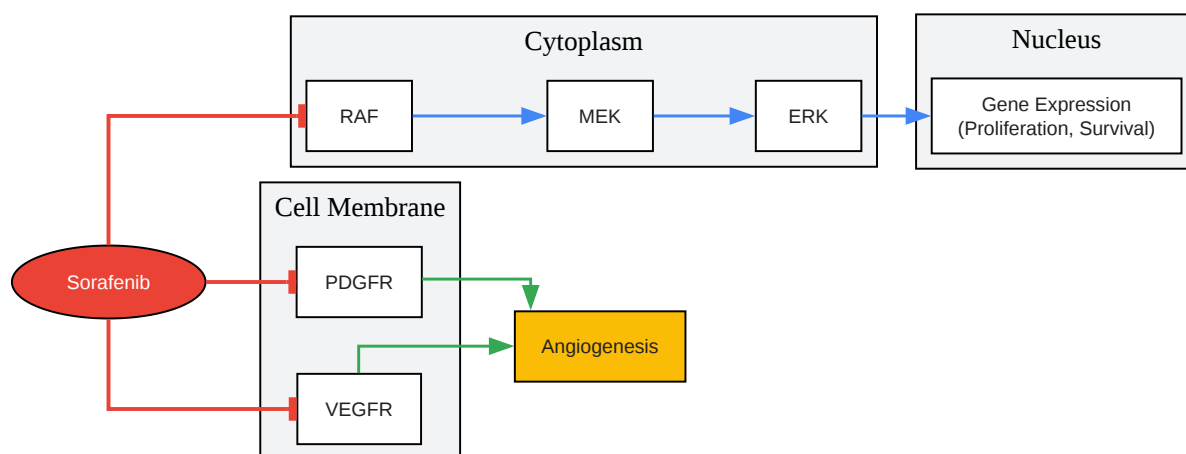 Cytoplasm
Nucleus
RAF
MEK
ERK
Gene Expression
(Proliferation, Survival)
Cell Membrane
Sorafenib
PDGFR
Angiogenesis
VEGFR